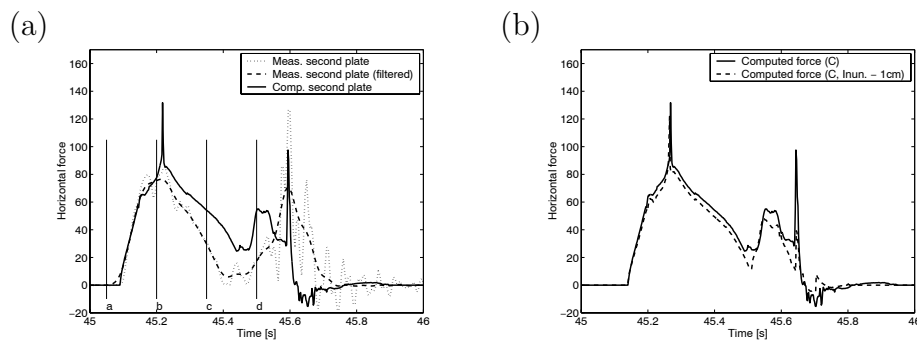 (a)
160
140
120
100
80
60
40
20
0
−20
Horizontal force
Meas. second plate
Meas. second plate (filtered)
Comp. second plate
a b c d
45 45.2 45.4 45.6 45.8 46
Time [s]
(b)
160
140
120
100
80
60
40
20
0
−20
Horizontal force
Computed force (C)
Computed force (C, Inun. − 1cm)
45 45.2 45.4 45.6 45.8 46
Time [s]